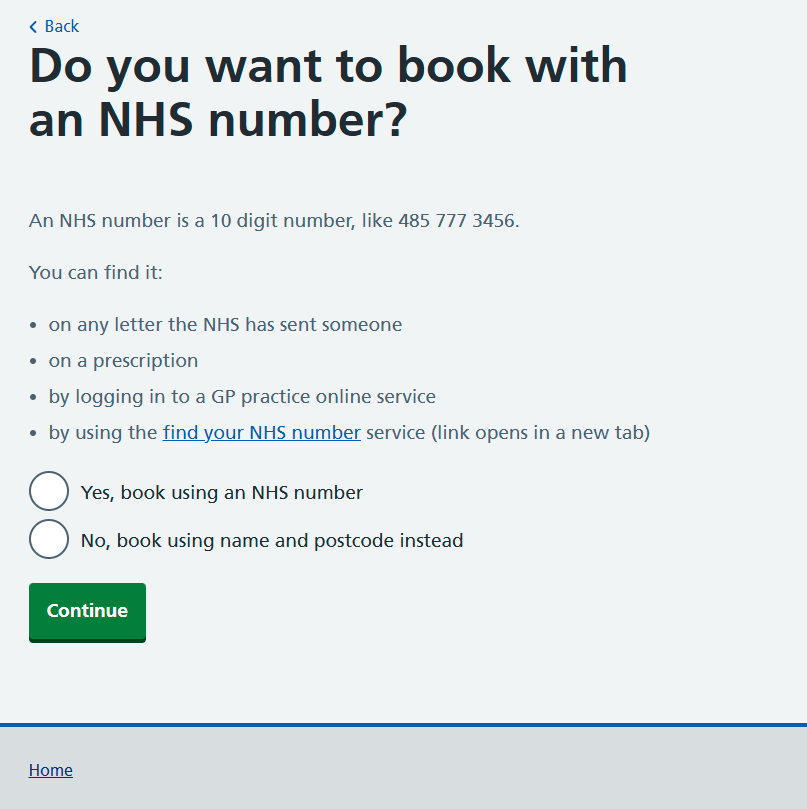 Back
Do you want to book with
an NHS number?
An NHS number is a 10 digit number, like 485 777 3456.
You can find it:
• on any letter the NHS has sent someone
• on a prescription
• by logging in to a GP practice online service
• by using the find your NHS number service (link opens in a new tab)
Yes, book using an NHS number
No, book using name and postcode instead
Continue
Home